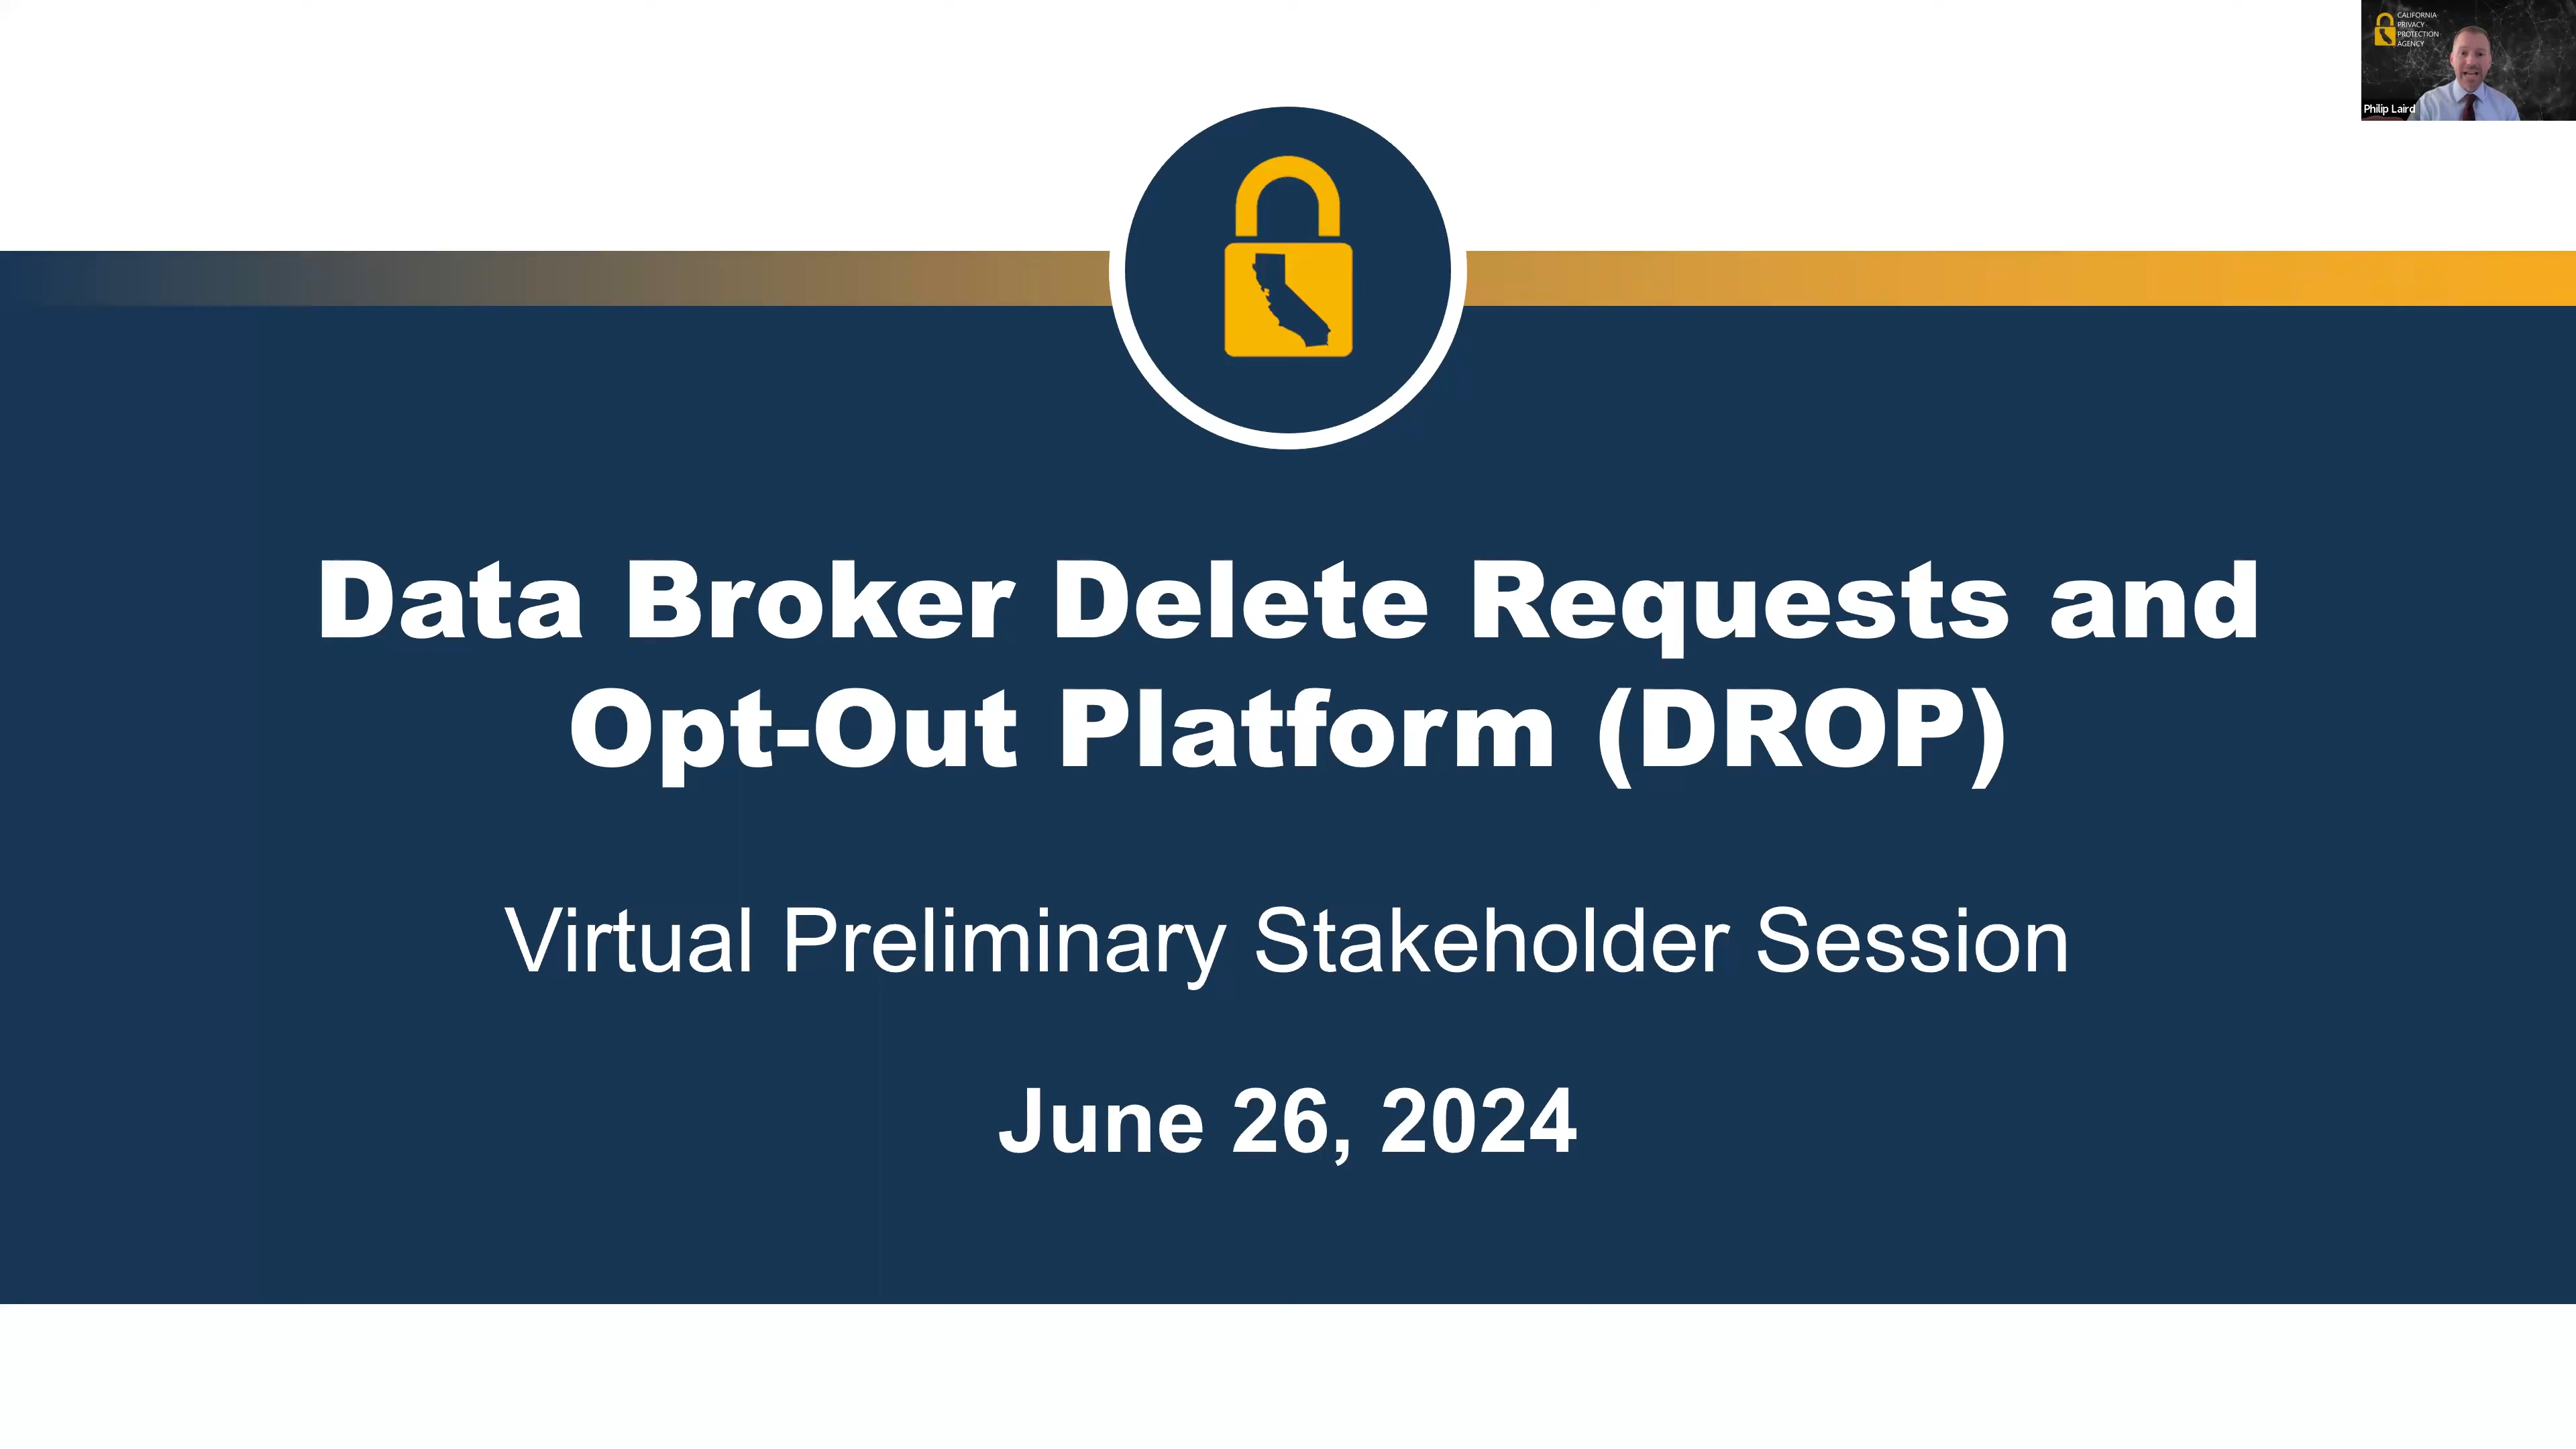 CALIFORNIA
PRIVACY
PROTECTION
AGENCY
Philip Laird
Data Broker Delete Requests and
Opt-Out Platform (DROP)
Virtual Preliminary Stakeholder Session
June 26, 2024